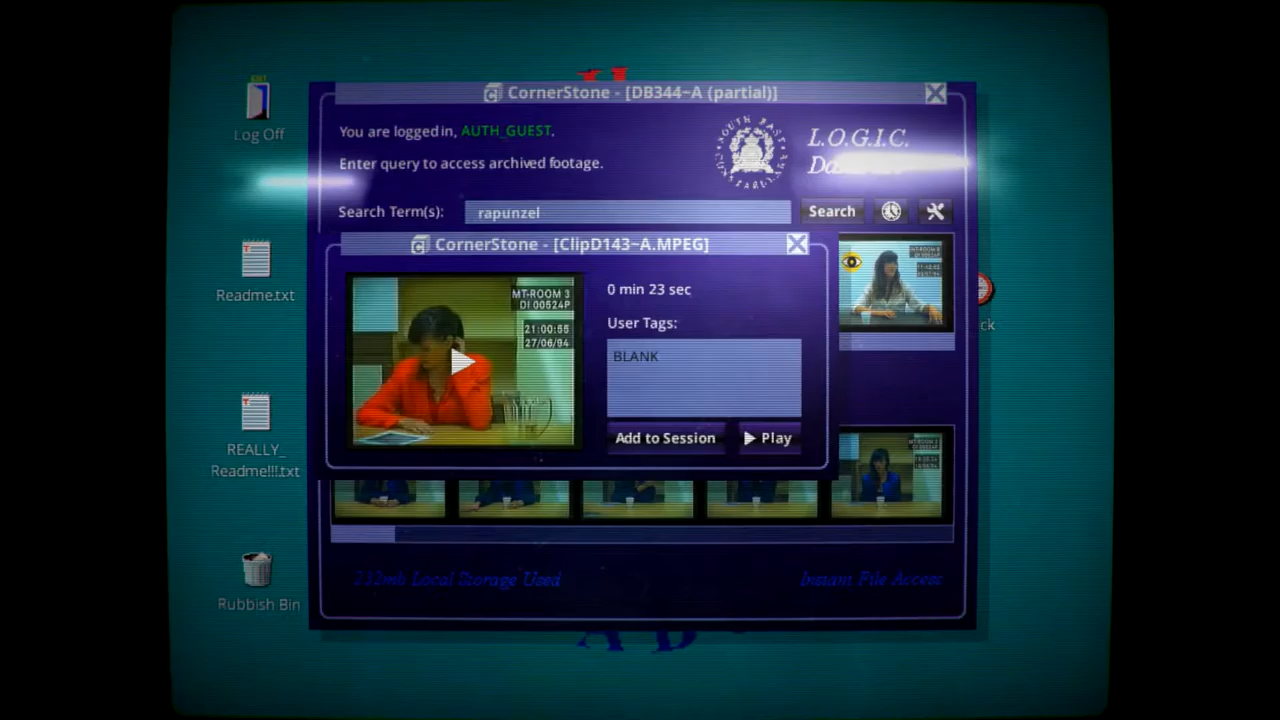 CornerStone - [DB344~A (partial)]
You are logged in, AUTH_GUEST.
L.O.G.I.C.
Enter query to access archived footage.
Search Term(s):
rapunzel
Search
CornerStone - [ClipD143~A.MPEG]
MT-ROOM 3
DI 00524P
21:00:55
27/06/94
0 min 23 sec
User Tags:
BLANK
Add to Session
Play
232mb Local Storage Used
Instant File Access
Log Off
Readme.txt
REALLY_
Readme!!!.txt
Rubbish Bin